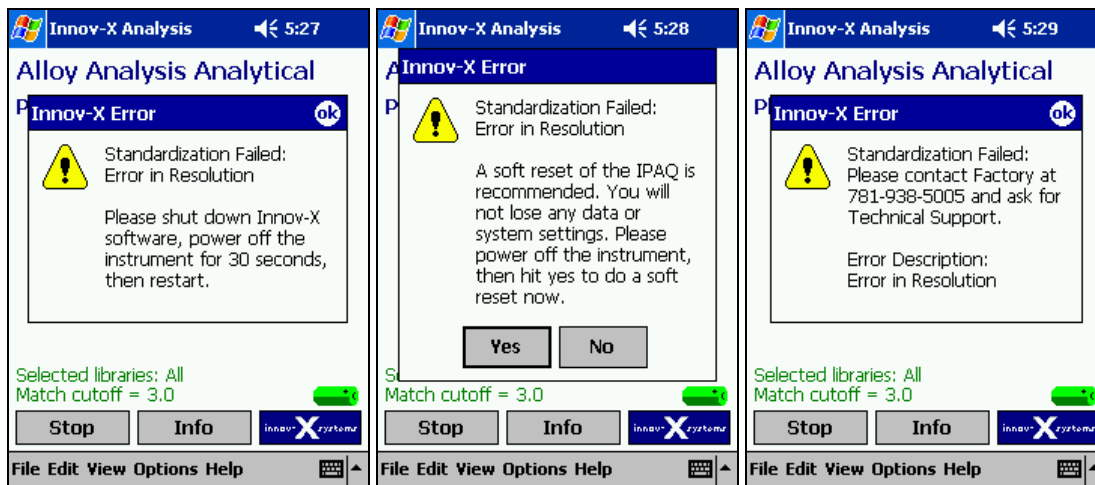 Innov-X Analysis 5:27
Alloy Analysis Analytical
P
Innov-X Error ok
Standardization Failed:
Error in Resolution
Please shut down Innov-X
software, power off the
instrument for 30 seconds,
then restart.
Selected libraries: All
Match cutoff = 3.0
Stop Info innov-X systems
File Edit View Options Help
Innov-X Analysis 5:28
A
Innov-X Error
P
Standardization Failed:
Error in Resolution
A soft reset of the IPAQ is
recommended. You will
not lose any data or
system settings. Please
power off the instrument,
then hit yes to do a soft
reset now.
Yes No
S
Match cutoff = 3.0
Stop Info innov-X systems
File Edit View Options Help
Innov-X Analysis 5:29
Alloy Analysis Analytical
P
Innov-X Error ok
Standardization Failed:
Please contact Factory at
781-938-5005 and ask for
Technical Support.
Error Description:
Error in Resolution
Selected libraries: All
Match cutoff = 3.0
Stop Info innov-X systems
File Edit View Options Help